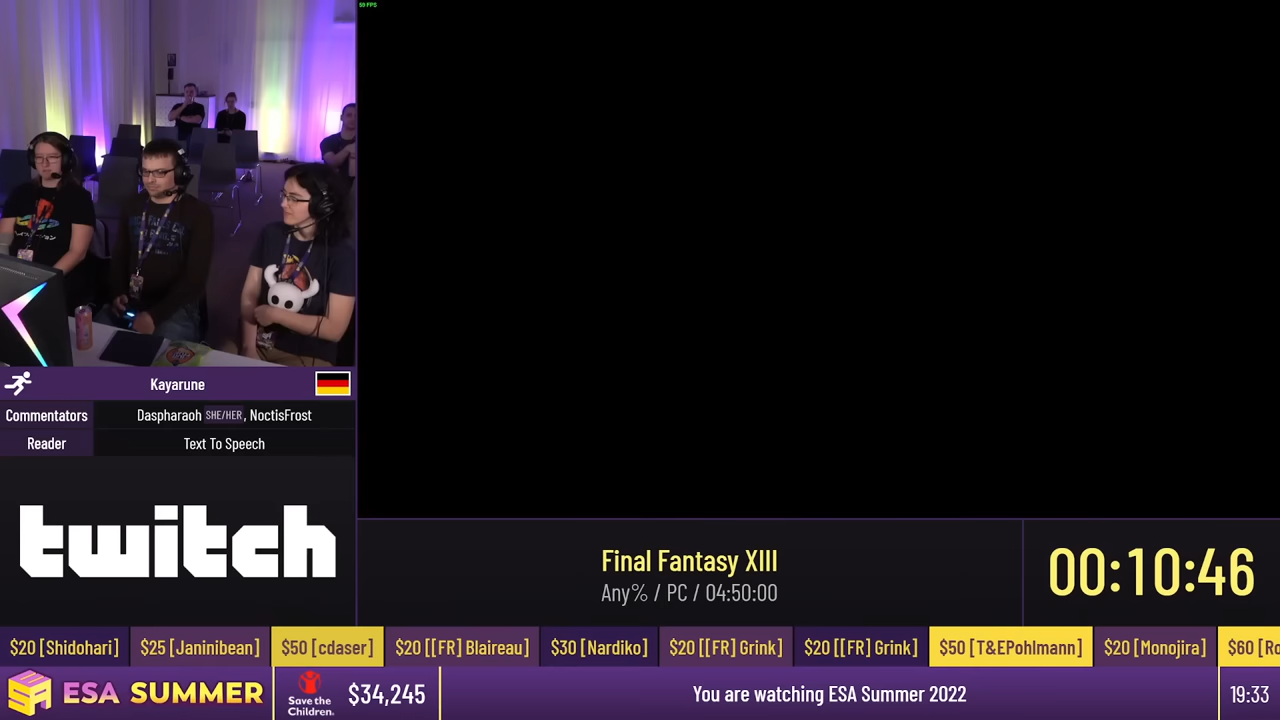 59 FPS
Kayarune
Commentators
Daspharaoh SHE/HER, NoctisFrost
Reader
Text To Speech
twitch
Final Fantasy XIII
Any% / PC / 04:50:00
00:10:46
$20 [Shidohari]
$25 [Janinibean]
$50 [cdaser]
$20 [[FR] Blaireau]
$30 [Nardiko]
$20 [[FR] Grink]
$20 [[FR] Grink]
$50 [T&EPohlmann]
$20 [Monojira]
$60 [Ro
ESA SUMMER
Save the
Children.
$34,245
You are watching ESA Summer 2022
19:33